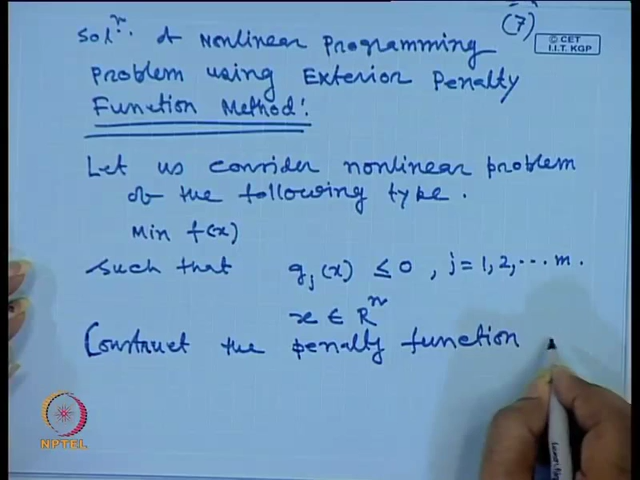 (7)
© CET
I.I.T. KGP
Solⁿ. of Nonlinear Programming
Problem using Exterior Penalty
Function Method:
Let us consider nonlinear problem
of the following type.
Min f(x)
such that gⱼ(x) ≤ 0, j = 1, 2, ... m.
x ∈ Rⁿ
Construct the penalty function
NPTEL